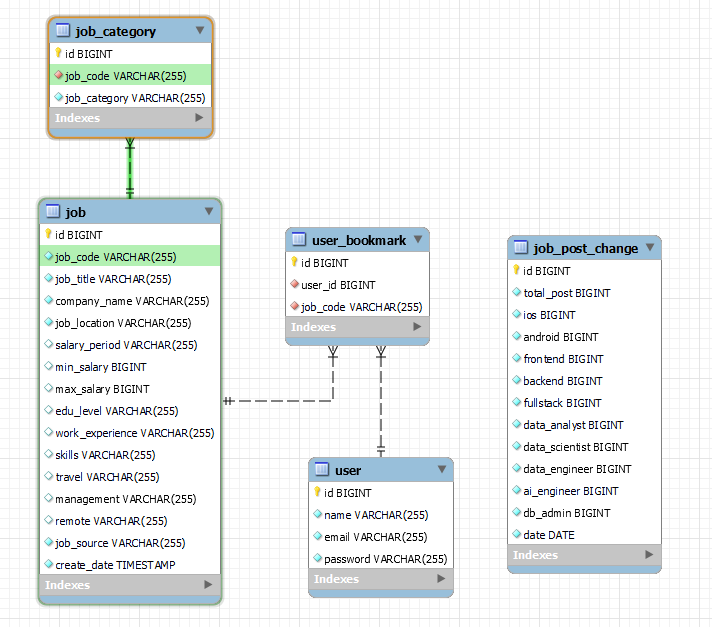 job_category
id BIGINT
job_code VARCHAR(255)
job_category VARCHAR(255)
Indexes
job
id BIGINT
job_code VARCHAR(255)
job_title VARCHAR(255)
company_name VARCHAR(255)
job_location VARCHAR(255)
salary_period VARCHAR(255)
min_salary BIGINT
max_salary BIGINT
edu_level VARCHAR(255)
work_experience VARCHAR(255)
skills VARCHAR(255)
travel VARCHAR(255)
management VARCHAR(255)
remote VARCHAR(255)
job_source VARCHAR(255)
create_date TIMESTAMP
Indexes
user_bookmark
id BIGINT
user_id BIGINT
job_code VARCHAR(255)
Indexes
user
id BIGINT
name VARCHAR(255)
email VARCHAR(255)
password VARCHAR(255)
Indexes
job_post_change
id BIGINT
total_post BIGINT
ios BIGINT
android BIGINT
frontend BIGINT
backend BIGINT
fullstack BIGINT
data_analyst BIGINT
data_scientist BIGINT
data_engineer BIGINT
ai_engineer BIGINT
db_admin BIGINT
date DATE
Indexes